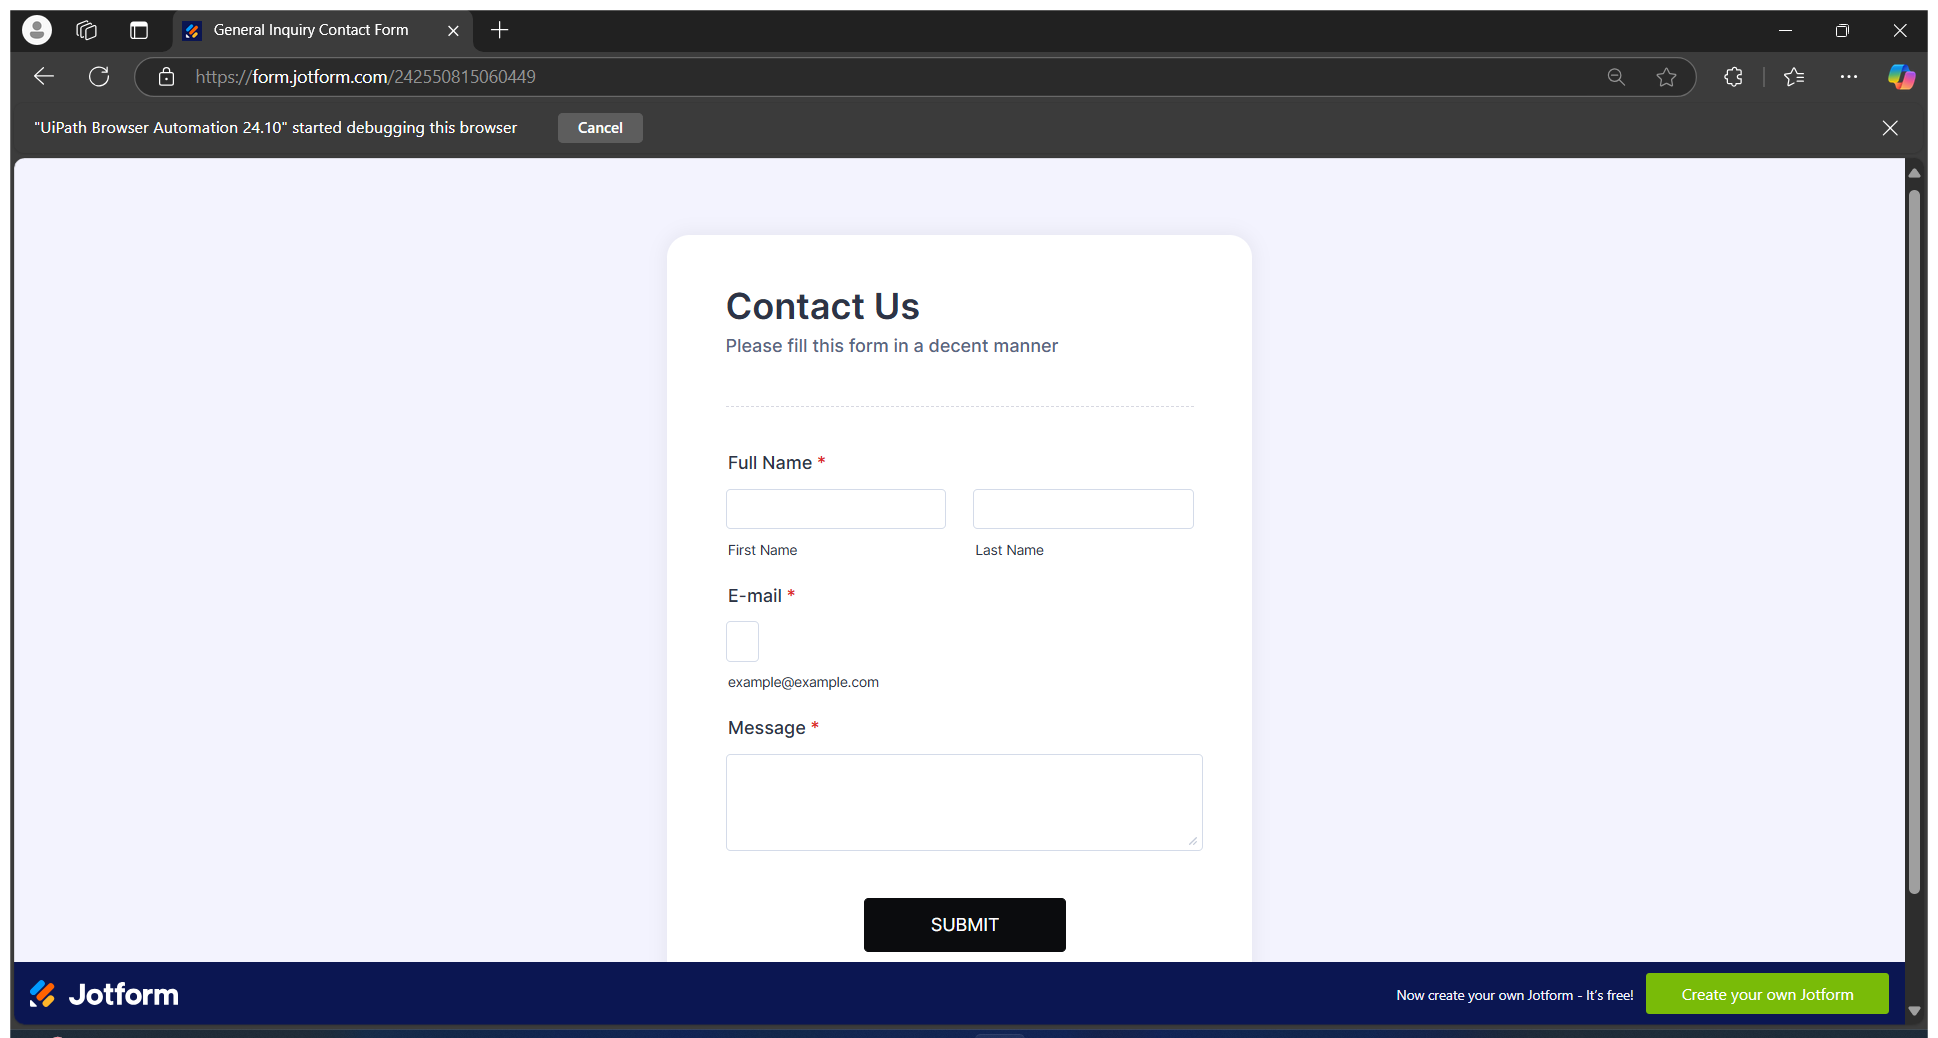 General Inquiry Contact Form
https://form.jotform.com/242550815060449
"UiPath Browser Automation 24.10" started debugging this browser
Cancel
Contact Us
Please fill this form in a decent manner
Full Name *
First Name
Last Name
E-mail *
example@example.com
Message *
SUBMIT
Jotform
Now create your own Jotform - It's free!
Create your own Jotform